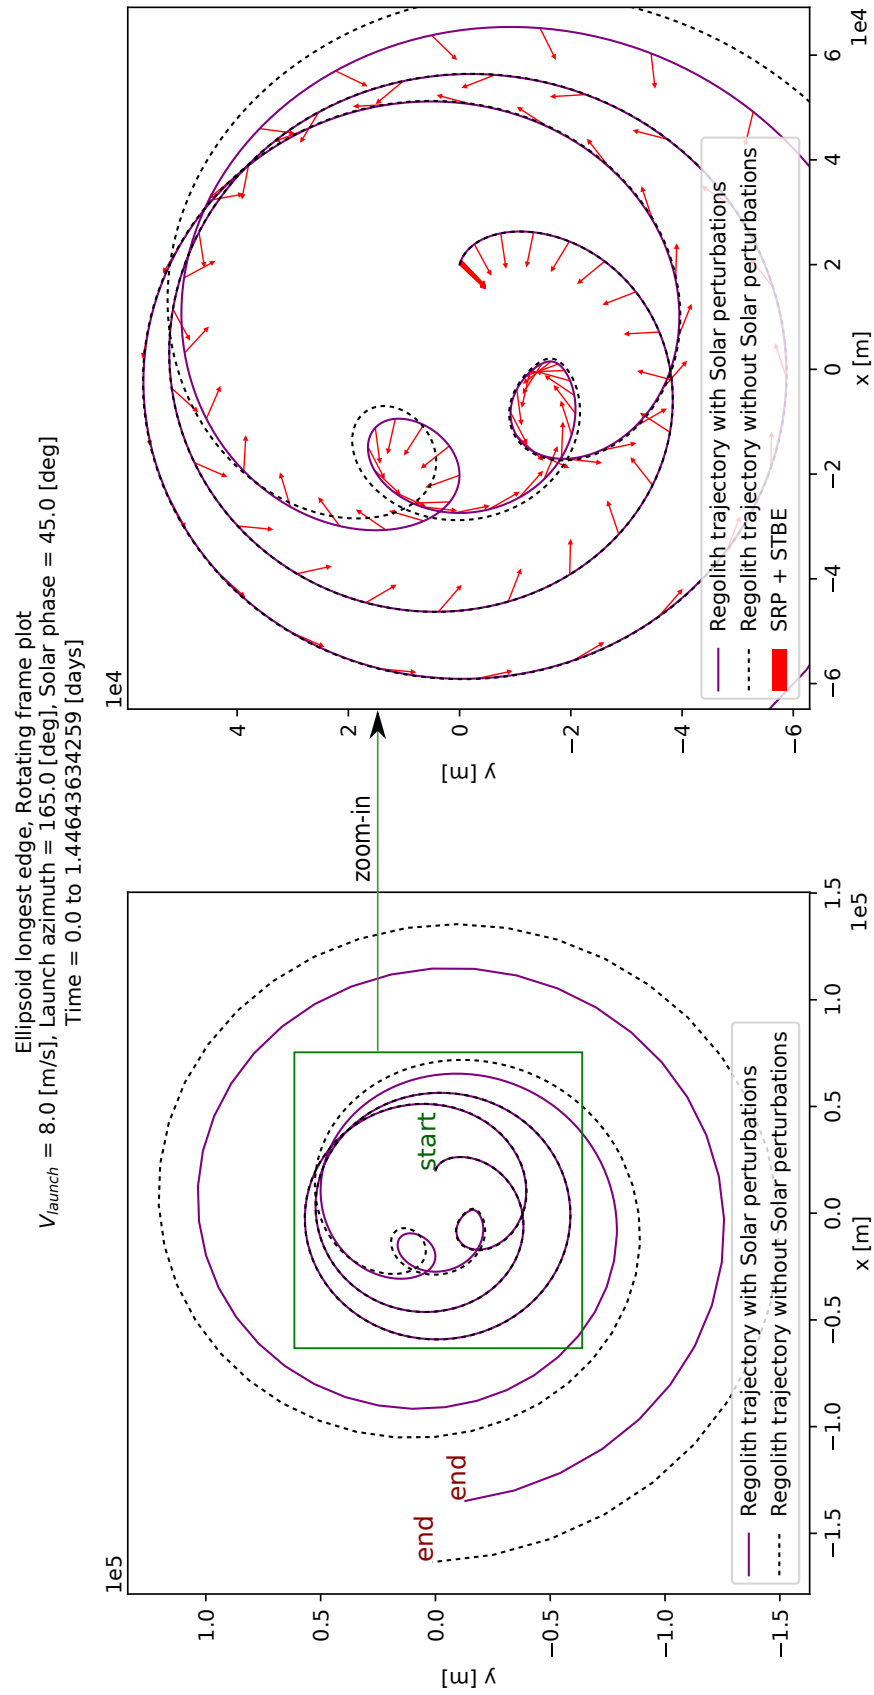 Ellipsoid longest edge, Rotating frame plot
V_launch = 8.0 [m/s], Launch azimuth = 165.0 [deg], Solar phase = 45.0 [deg]
Time = 0.0 to 1.44643634259 [days]
1e5
1.0
0.5
0.0
−0.5
−1.0
−1.5
y [m]
−1.5
−1.0
−0.5
0.0
0.5
1.0
1.5
1e5
x [m]
start
end
end
Regolith trajectory with Solar perturbations
Regolith trajectory without Solar perturbations
zoom-in
1e4
4
2
0
−2
−4
−6
y [m]
−6
−4
−2
0
2
4
6
1e4
x [m]
Regolith trajectory with Solar perturbations
Regolith trajectory without Solar perturbations
SRP + STBE